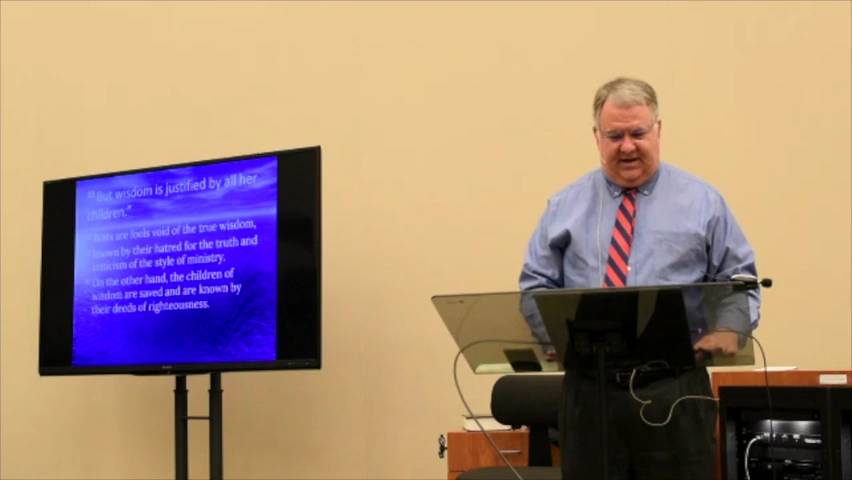 35 But wisdom is justified by all her
children."
are fools void of the true wisdom,
known by their hatred for the truth and
criticism of the style of ministry.
On the other hand, the children of
wisdom are saved and are known by
their deeds of righteousness.